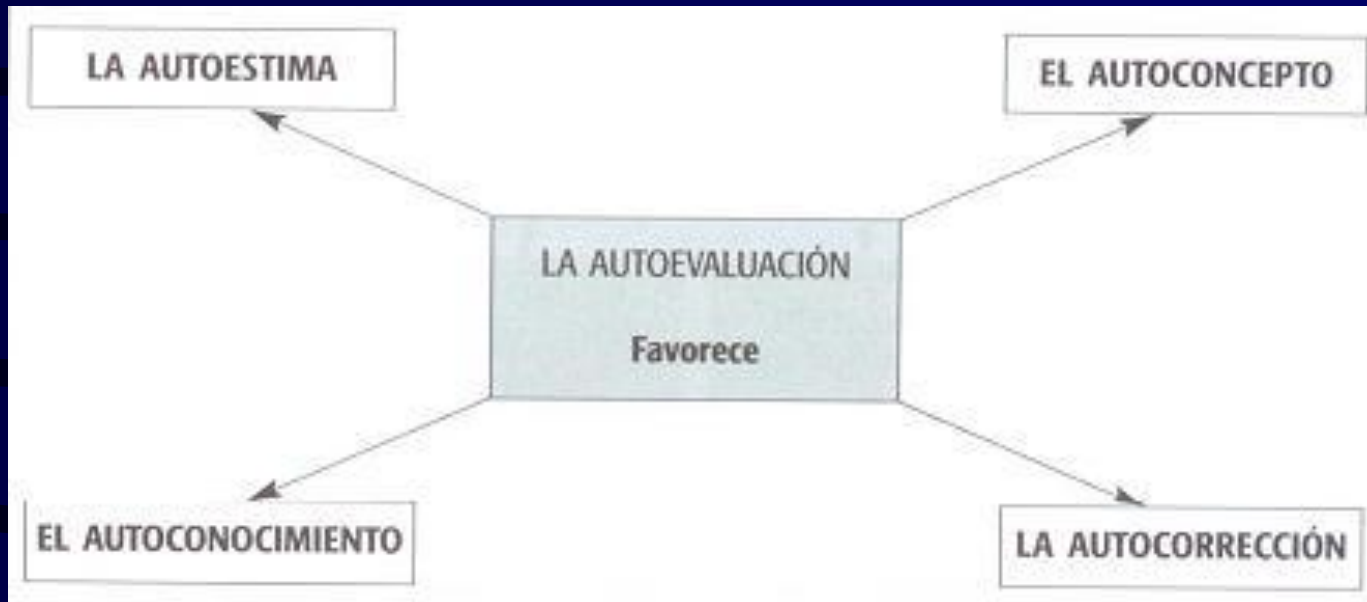 LA AUTOESTIMA
EL AUTOCONCEPTO
LA AUTOEVALUACIÓN
Favorece
EL AUTOCONOCIMIENTO
LA AUTOCORRECCIÓN